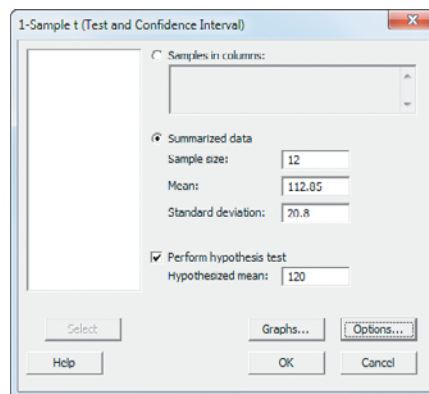 1-Sample t (Test and Confidence Interval)
Samples in columns:
Summarized data
Sample size: 12
Mean: 112.85
Standard deviation: 20.8
Perform hypothesis test
Hypothesized mean: 120
Select
Graphs...
Options...
Help
OK
Cancel